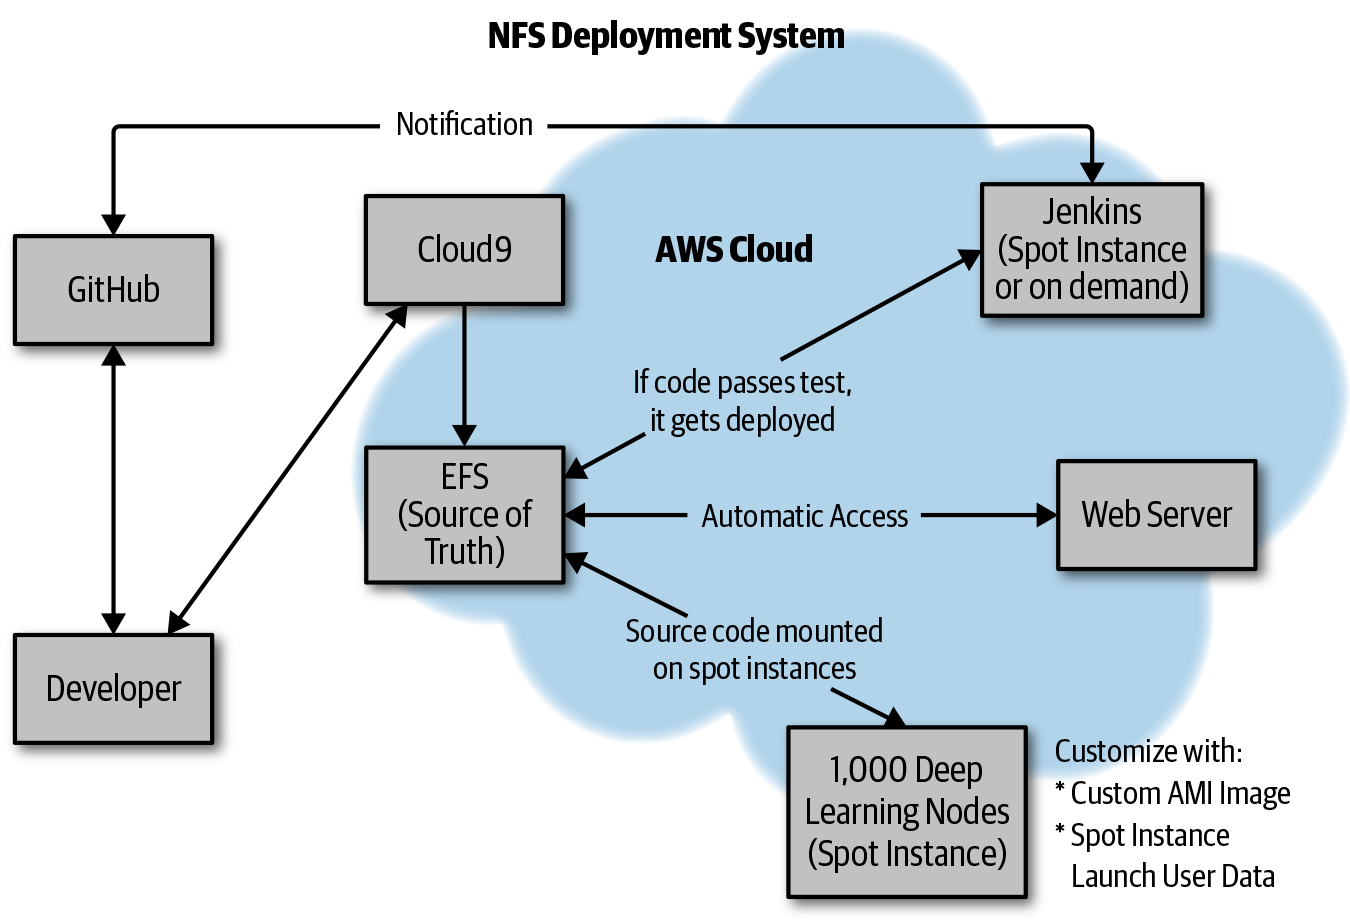 NFS Deployment System
Notification
GitHub
Cloud9
AWS Cloud
Jenkins
(Spot Instance
or on demand)
If code passes test,
it gets deployed
EFS
(Source of
Truth)
Automatic Access
Web Server
Source code mounted
on spot instances
Developer
1,000 Deep
Learning Nodes
(Spot Instance)
Customize with:
* Custom AMI Image
* Spot Instance
Launch User Data